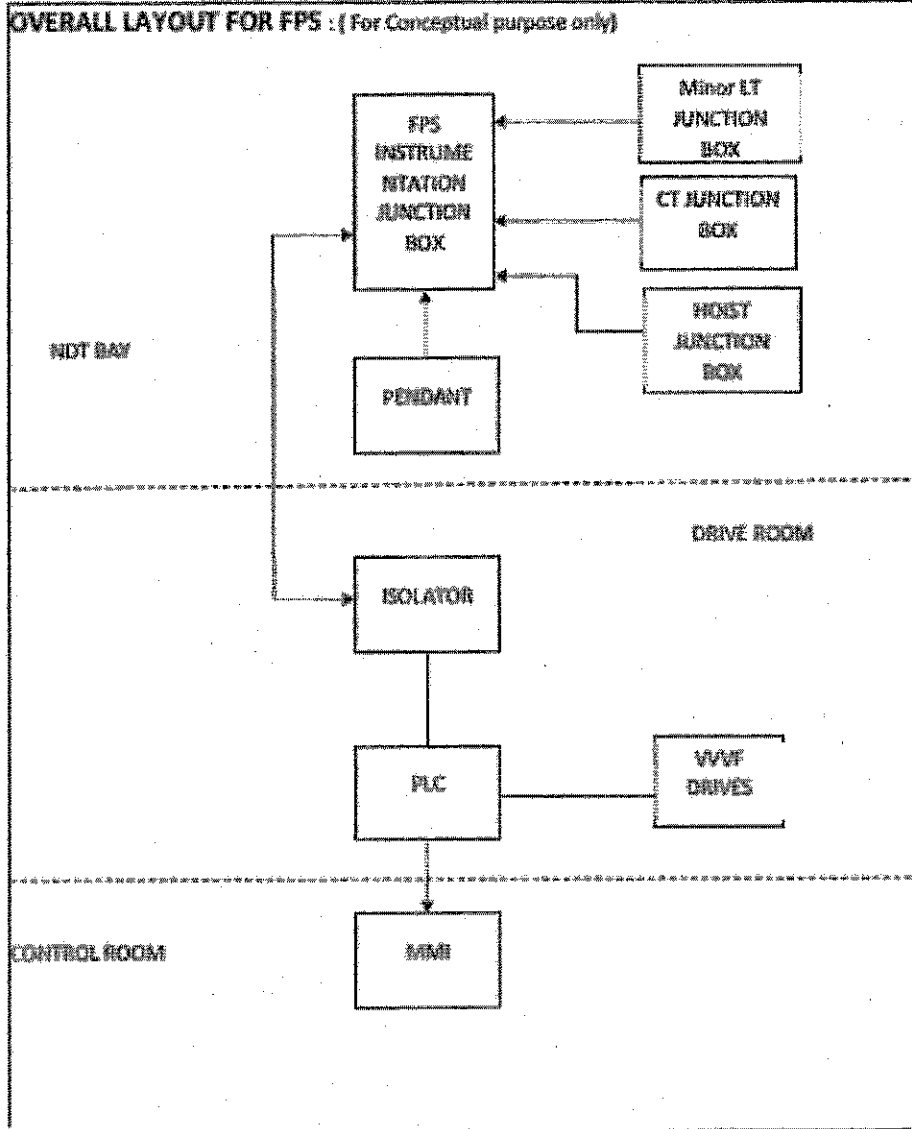 OVERALL LAYOUT FOR FPS : ( For Conceptual purpose only)
Minor LT
JUNCTION
BOX
FPS
INSTRUME
NTATION
JUNCTION
BOX
CT JUNCTION
BOX
HOIST
JUNCTION
BOX
NDT BAY
PENDANT
DRIVE ROOM
ISOLATOR
PLC
VVVF
DRIVES
CONTROL ROOM
MMI